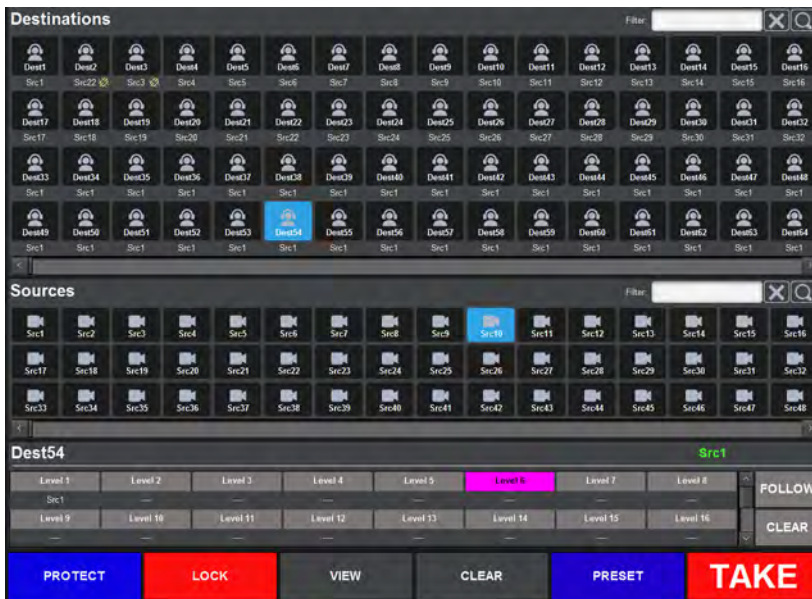 Destinations Filter:
Dest1 Dest2 Dest3 Dest4 Dest5 Dest6 Dest7 Dest8 Dest9 Dest10 Dest11 Dest12 Dest13 Dest14 Dest15 Dest16
Src1 Src22 Src3 Src4 Src5 Src6 Src7 Src8 Src9 Src10 Src11 Src12 Src13 Src14 Src15 Src16
Dest17 Dest18 Dest19 Dest20 Dest21 Dest22 Dest23 Dest24 Dest25 Dest26 Dest27 Dest28 Dest29 Dest30 Dest31 Dest32
Src17 Src18 Src19 Src20 Src21 Src22 Src23 Src24 Src25 Src26 Src27 Src28 Src29 Src30 Src31 Src32
Dest33 Dest34 Dest35 Dest36 Dest37 Dest38 Dest39 Dest40 Dest41 Dest42 Dest43 Dest44 Dest45 Dest46 Dest47 Dest48
Src1 Src1 Src1 Src1 Src1 Src1 Src1 Src1 Src1 Src1 Src1 Src1 Src1 Src1 Src1 Src1
Dest49 Dest50 Dest51 Dest52 Dest53 Dest54 Dest55 Dest56 Dest57 Dest58 Dest59 Dest60 Dest61 Dest62 Dest63 Dest64
Src1 Src1 Src1 Src1 Src1 Src1 Src1 Src1 Src1 Src1 Src1 Src1 Src1 Src1 Src1 Src1
Sources Filter:
Src1 Src2 Src3 Src4 Src5 Src6 Src7 Src8 Src9 Src10 Src11 Src12 Src13 Src14 Src15 Src16
Src17 Src18 Src19 Src20 Src21 Src22 Src23 Src24 Src25 Src26 Src27 Src28 Src29 Src30 Src31 Src32
Src33 Src34 Src35 Src36 Src37 Src38 Src39 Src40 Src41 Src42 Src43 Src44 Src45 Src46 Src47 Src48
Dest54 Src1
Level 1 Level 2 Level 3 Level 4 Level 5 Level 6 Level 7 Level 8
Src1 — — — — — — —
FOLLOW
Level 9 Level 10 Level 11 Level 12 Level 13 Level 14 Level 15 Level 16
— — — — — — — —
CLEAR
PROTECT LOCK VIEW CLEAR PRESET TAKE